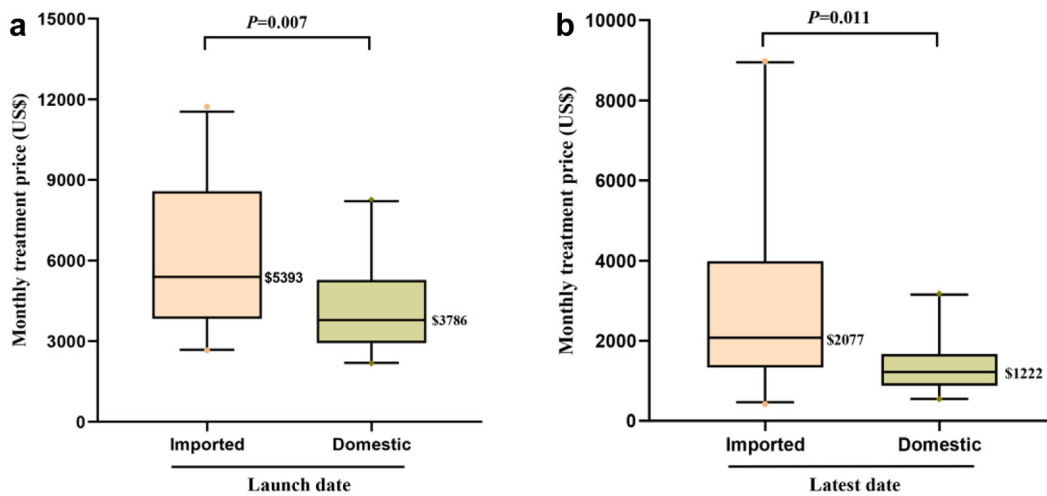 a
P=0.007
Monthly treatment price (US$)
15000
12000
9000
6000
3000
0
$5393
$3786
Imported
Domestic
Launch date
b
P=0.011
Monthly treatment price (US$)
10000
8000
6000
4000
2000
0
$2077
$1222
Imported
Domestic
Latest date